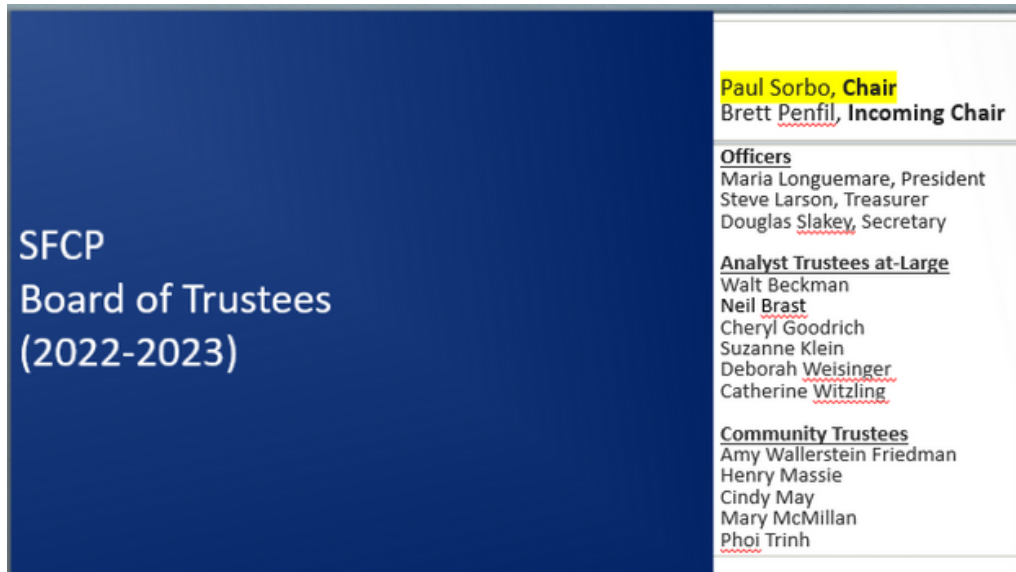 SFCP
Board of Trustees
(2022-2023)
Paul Sorbo, Chair
Brett Penfil, Incoming Chair
Officers
Maria Longuemare, President
Steve Larson, Treasurer
Douglas Slakey, Secretary
Analyst Trustees at-Large
Walt Beckman
Neil Brast
Cheryl Goodrich
Suzanne Klein
Deborah Weisinger
Catherine Witzling
Community Trustees
Amy Wallerstein Friedman
Henry Massie
Cindy May
Mary McMillan
Phoi Trinh